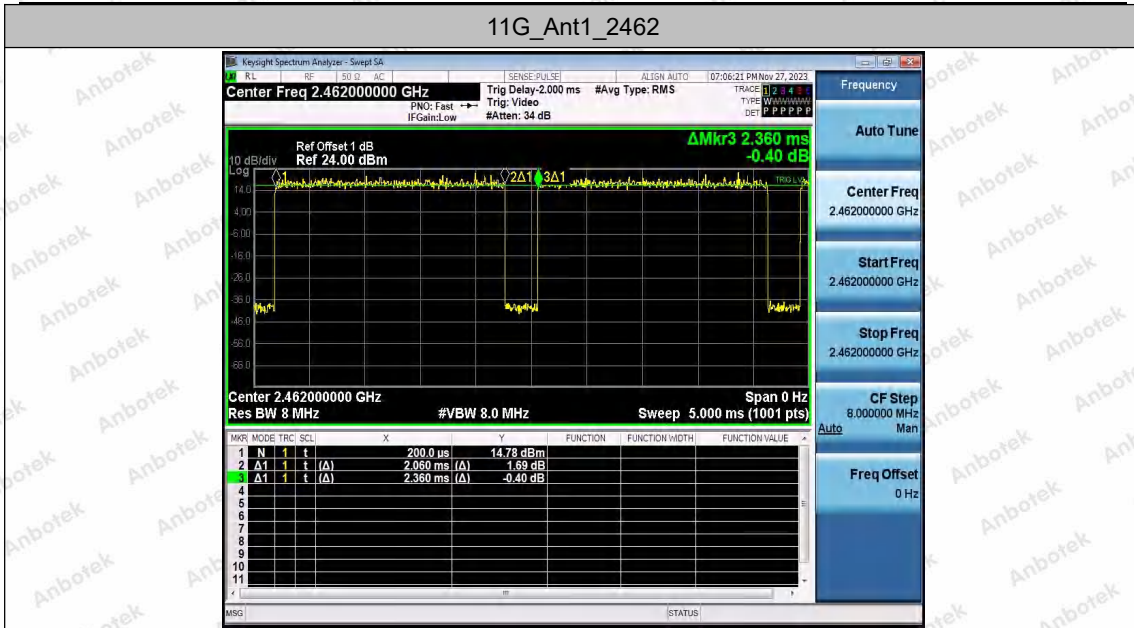 11G_Ant1_2462
Keysight Spectrum Analyzer - Swept SA
RL RF 50 Ω AC SENSE:PULSE ALIGN AUTO 07:06:21 PM Nov 27, 2023
Center Freq 2.462000000 GHz
PNO: Fast
IFGain:Low
Trig Delay-2.000 ms
Trig: Video
#Atten: 34 dB
#Avg Type: RMS
TRACE 1 2 3 4 5 6
TYPE WWWWWW
DET P P P P P P
ΔMkr3 2.360 ms
-0.40 dB
Ref Offset 1 dB
10 dB/div Ref 24.00 dBm
Log
1 2Δ1 3Δ1
TRIG LVL
14.0
4.00
-6.00
-16.0
-26.0
-36.0
-46.0
-56.0
-66.0
Center 2.462000000 GHz Span 0 Hz
Res BW 8 MHz #VBW 8.0 MHz Sweep 5.000 ms (1001 pts)
MKR MODE TRC SCL X Y FUNCTION FUNCTION WIDTH FUNCTION VALUE
1 N 1 t 200.0 µs 14.78 dBm
2 Δ1 1 t (Δ) 2.060 ms (Δ) 1.69 dB
3 Δ1 1 t (Δ) 2.360 ms (Δ) -0.40 dB
4
5
6
7
8
9
10
11
MSG STATUS
Frequency
Auto Tune
Center Freq
2.462000000 GHz
Start Freq
2.462000000 GHz
Stop Freq
2.462000000 GHz
CF Step
8.000000 MHz
Auto Man
Freq Offset
0 Hz
Anbotek